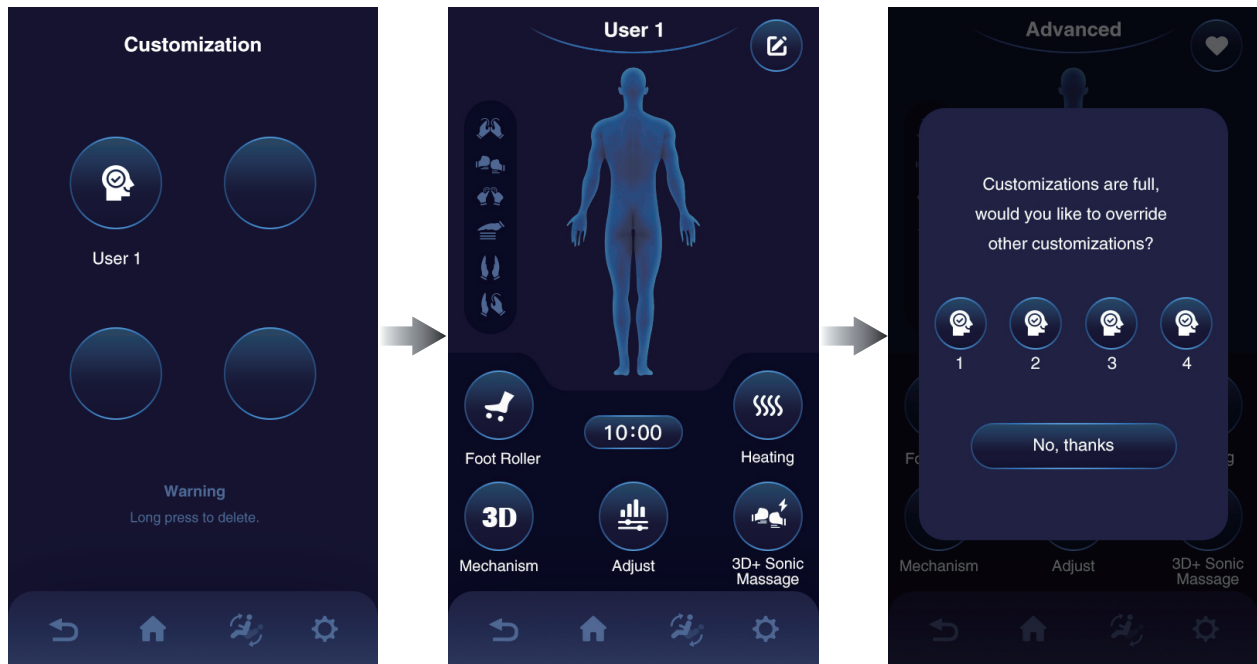 Customization
User 1
Warning
Long press to delete.
User 1
Foot Roller
10:00
Heating
3D
Mechanism
Adjust
3D+ Sonic
Massage
Advanced
Customizations are full,
would you like to override
other customizations?
1
2
3
4
No, thanks
Fo
g
Mechanism
Adjust
3D+ Sonic
Massage